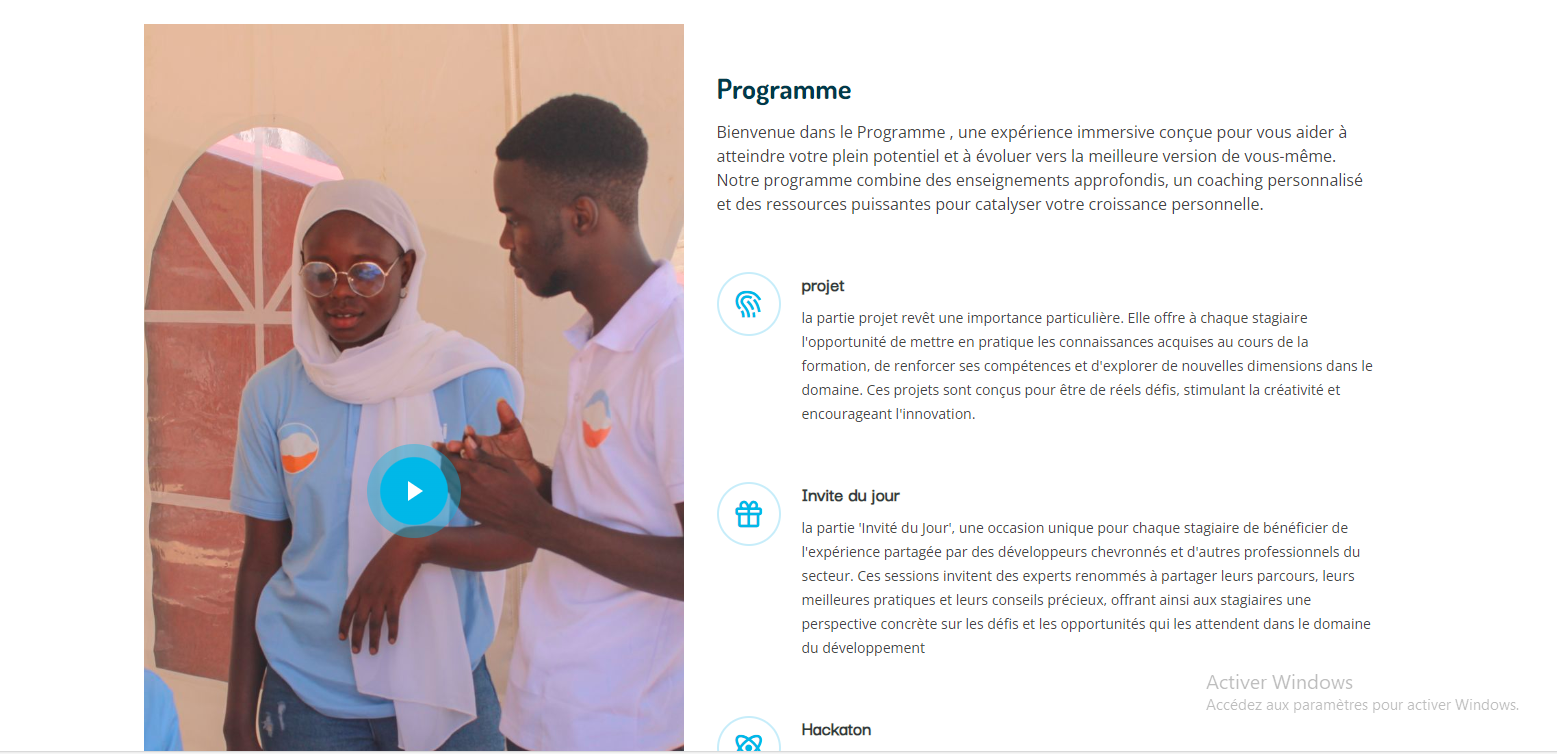 Programme
Bienvenue dans le Programme , une expérience immersive conçue pour vous aider à
atteindre votre plein potentiel et à évoluer vers la meilleure version de vous-même.
Notre programme combine des enseignements approfondis, un coaching personnalisé
et des ressources puissantes pour catalyser votre croissance personnelle.
projet
la partie projet revêt une importance particulière. Elle offre à chaque stagiaire
l'opportunité de mettre en pratique les connaissances acquises au cours de la
formation, de renforcer ses compétences et d'explorer de nouvelles dimensions dans le
domaine. Ces projets sont conçus pour être de réels défis, stimulant la créativité et
encourageant l'innovation.
Invite du jour
la partie 'Invité du Jour', une occasion unique pour chaque stagiaire de bénéficier de
l'expérience partagée par des développeurs chevronnés et d'autres professionnels du
secteur. Ces sessions invitent des experts renommés à partager leurs parcours, leurs
meilleures pratiques et leurs conseils précieux, offrant ainsi aux stagiaires une
perspective concrète sur les défis et les opportunités qui les attendent dans le domaine
du développement
Hackaton
Activer Windows
Accédez aux paramètres pour activer Windows.